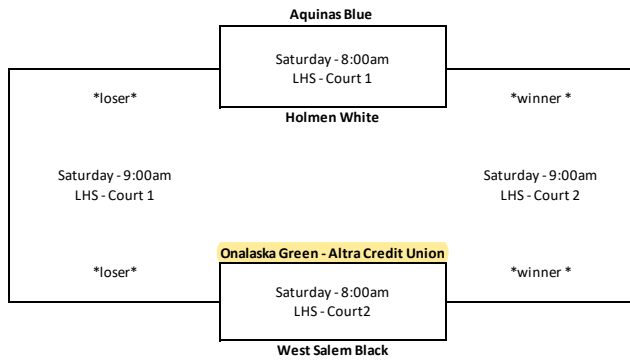 Aquinas Blue
Saturday - 8:00am
LHS - Court 1
*loser*
*winner *
Holmen White
Saturday - 9:00am
LHS - Court 1
Saturday - 9:00am
LHS - Court 2
Onalaska Green - Altra Credit Union
*loser*
*winner *
Saturday - 8:00am
LHS - Court2
West Salem Black